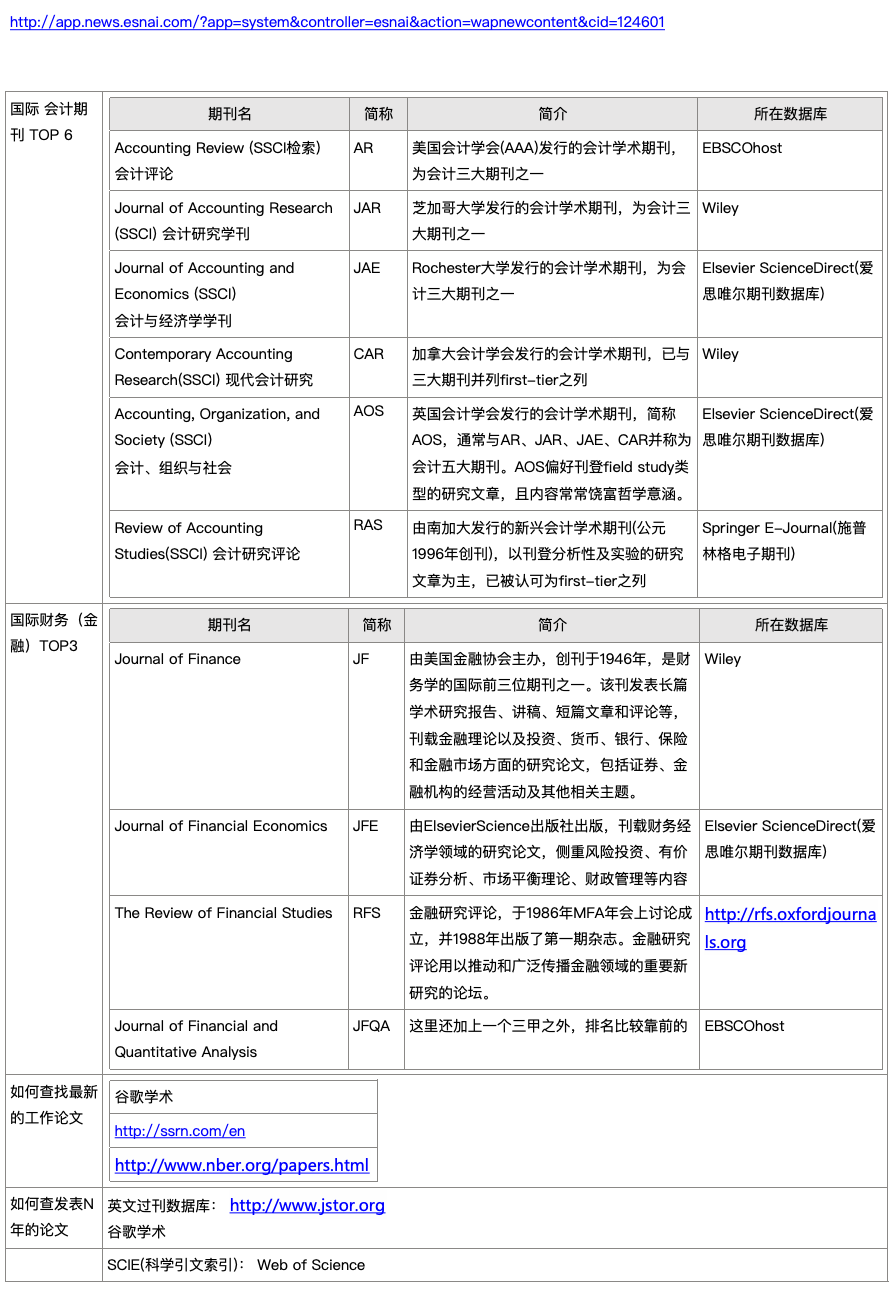 http://app.news.esnai.com/?app=system&controller=esnai&action=wapnewcontent&cid=124601
国际 会计期
刊 TOP 6
期刊名 简称 简介 所在数据库
Accounting Review (SSCI检索) AR 美国会计学会(AAA)发行的会计学术期刊， EBSCOhost
会计评论 为会计三大期刊之一
Journal of Accounting Research JAR 芝加哥大学发行的会计学术期刊，为会计三 Wiley
(SSCI) 会计研究学刊 大期刊之一
Journal of Accounting and JAE Rochester大学发行的会计学术期刊，为会 Elsevier ScienceDirect(爱
Economics (SSCI) 计三大期刊之一 思唯尔期刊数据库)
会计与经济学学刊
Contemporary Accounting CAR 加拿大会计学会发行的会计学术期刊，已与 Wiley
Research(SSCI) 现代会计研究 三大期刊并列first-tier之列
Accounting, Organization, and AOS 英国会计学会发行的会计学术期刊，简称 Elsevier ScienceDirect(爱
Society (SSCI) AOS，通常与AR、JAR、JAE、CAR并称为 思唯尔期刊数据库)
会计、组织与社会 会计五大期刊。AOS偏好刊登field study类
型的研究文章，且内容常常饶富哲学意涵。
Review of Accounting RAS 由南加大发行的新兴会计学术期刊(公元 Springer E-Journal(施普
Studies(SSCI) 会计研究评论 1996年创刊)，以刊登分析性及实验的研究 林格电子期刊)
文章为主，已被认可为first-tier之列
国际财务（金
融）TOP3
期刊名 简称 简介 所在数据库
Journal of Finance JF 由美国金融协会主办，创刊于1946年，是财 Wiley
务学的国际前三位期刊之一。该刊发表长篇
学术研究报告、讲稿、短篇文章和评论等，
刊载金融理论以及投资、货币、银行、保险
和金融市场方面的研究论文，包括证券、金
融机构的经营活动及其他相关主题。
Journal of Financial Economics JFE 由ElsevierScience出版社出版，刊载财务经 Elsevier ScienceDirect(爱
济学领域的研究论文，侧重风险投资、有价 思唯尔期刊数据库)
证券分析、市场平衡理论、财政管理等内容
The Review of Financial Studies RFS 金融研究评论，于1986年MFA年会上讨论成 http://rfs.oxfordjourna
立，并1988年出版了第一期杂志。金融研究 ls.org
评论用以推动和广泛传播金融领域的重要新
研究的论坛。
Journal of Financial and JFQA 这里还加上一个三甲之外，排名比较靠前的 EBSCOhost
Quantitative Analysis
如何查找最新
的工作论文
谷歌学术
http://ssrn.com/en
http://www.nber.org/papers.html
如何查发表N
年的论文
英文过刊数据库： http://www.jstor.org
谷歌学术
SCIE(科学引文索引)： Web of Science